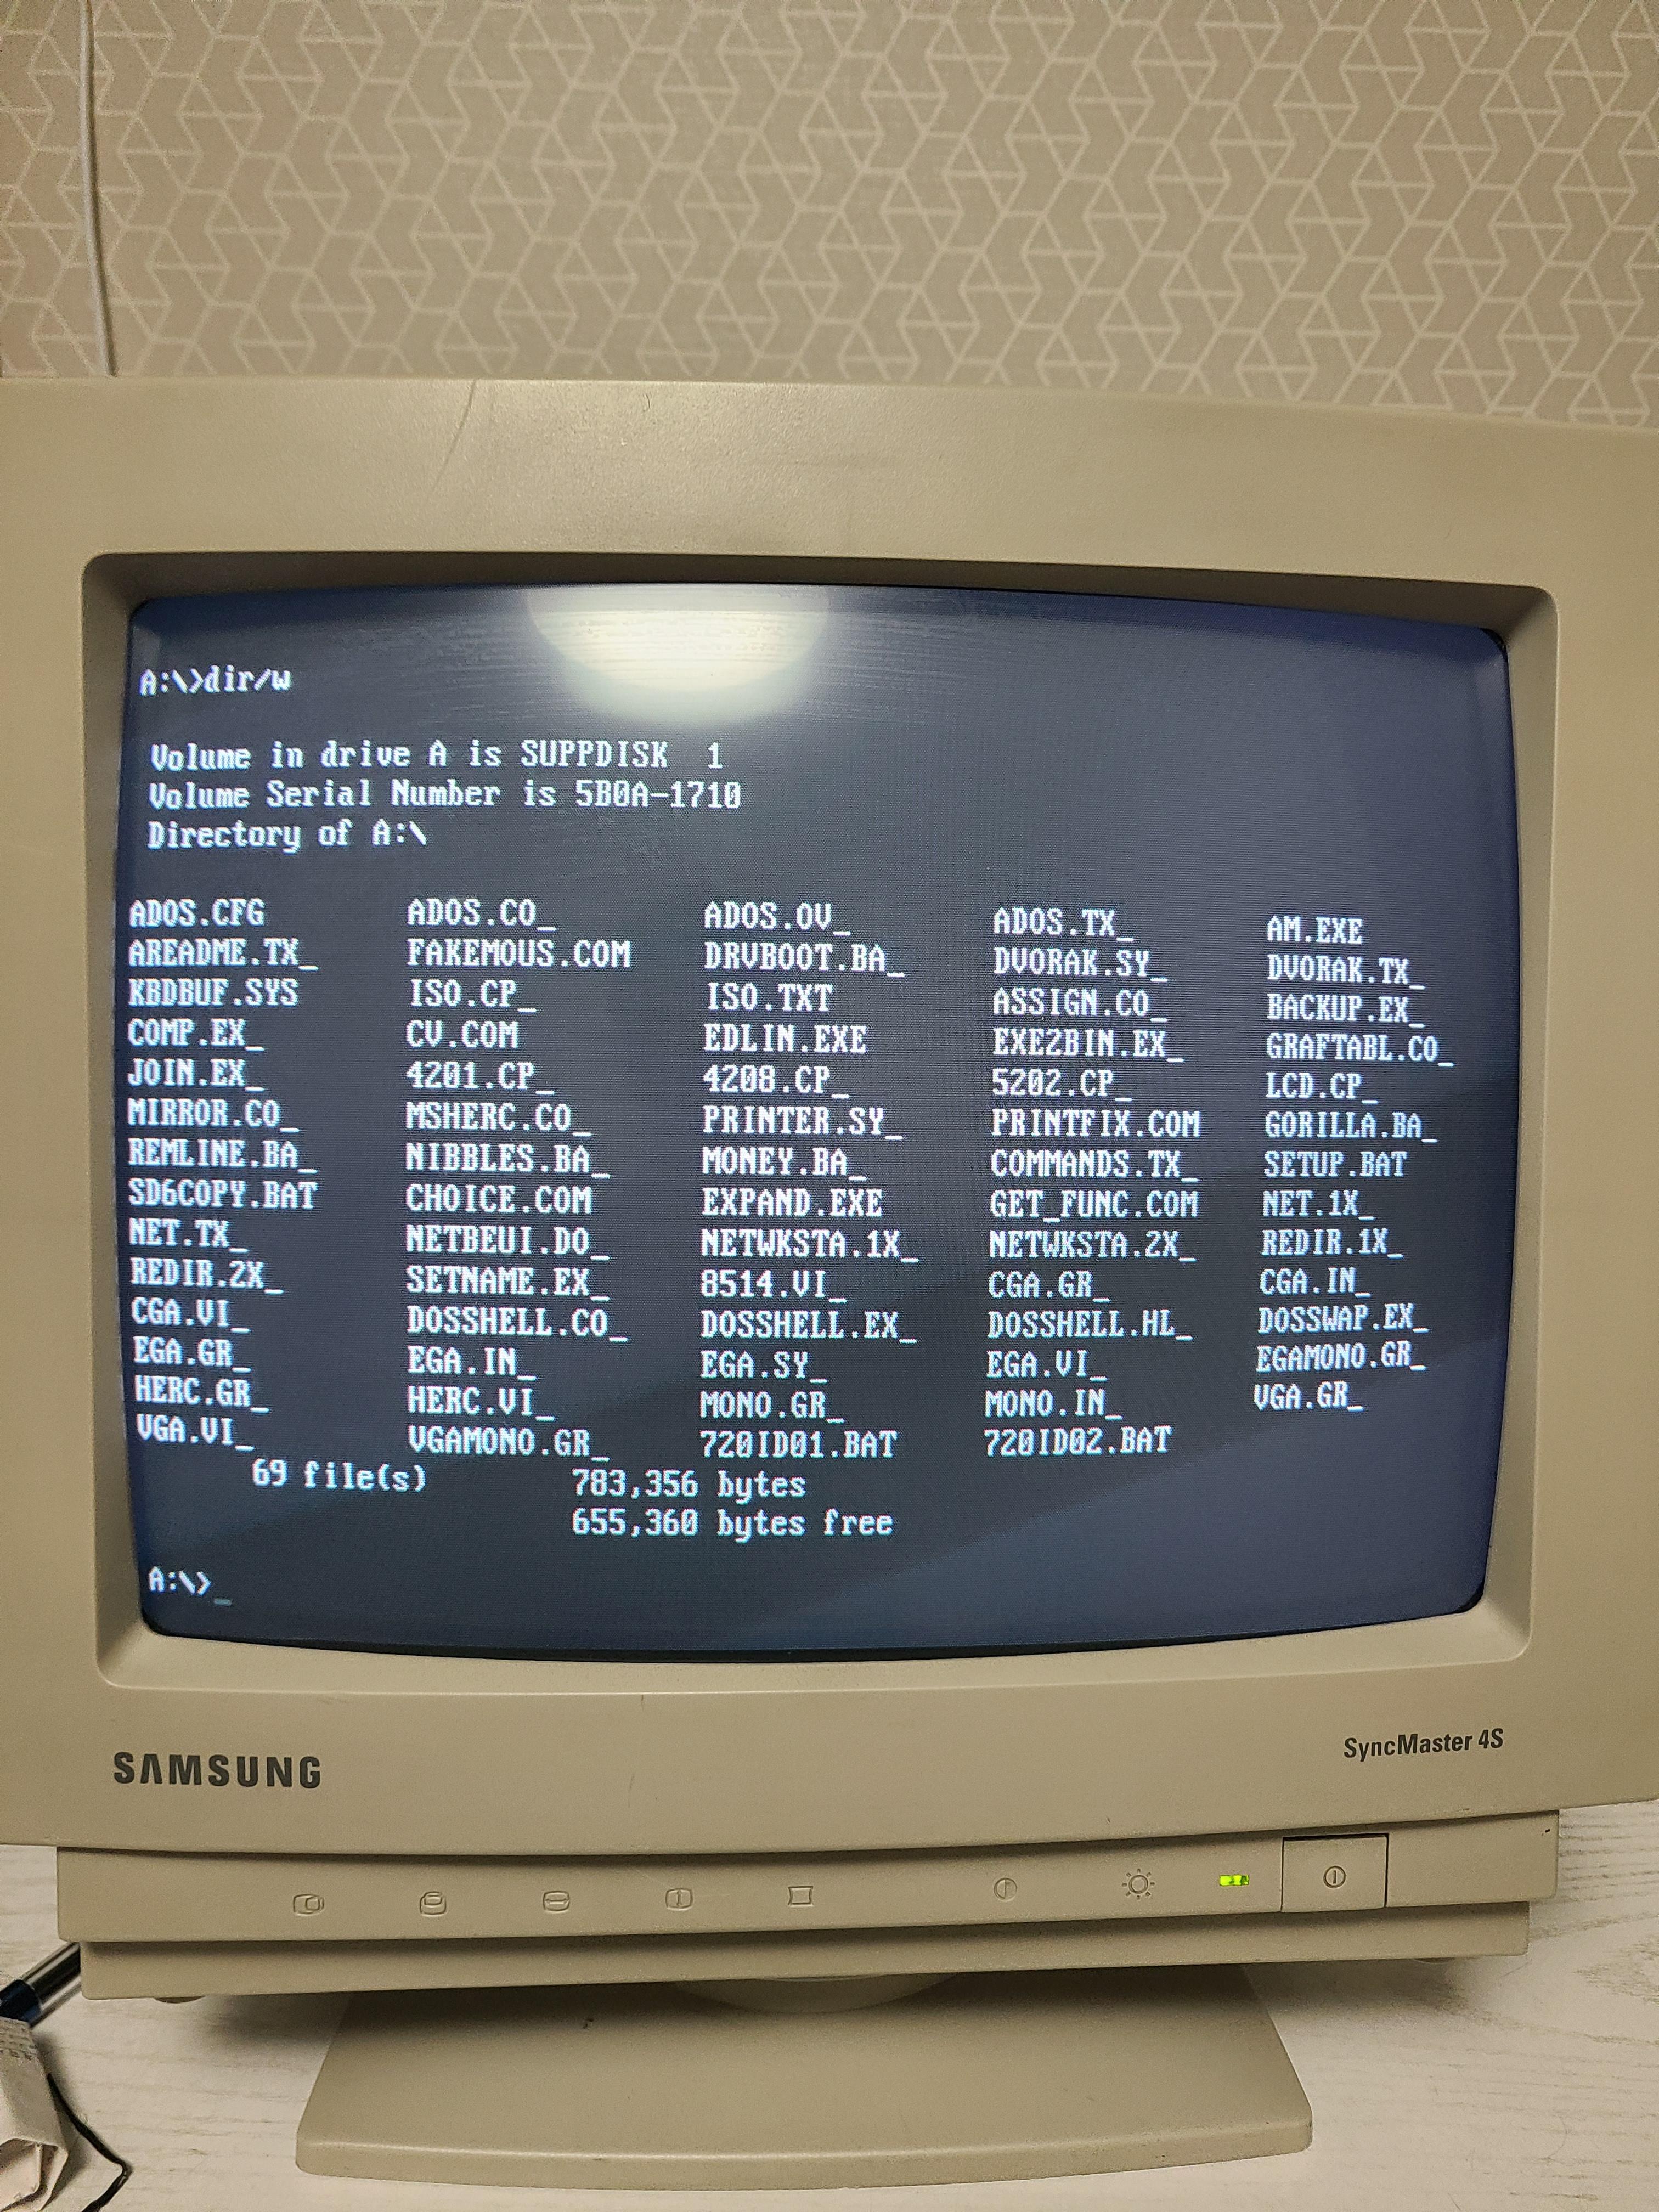 A:\>dir/w
Volume in drive A is SUPPDISK  1
Volume Serial Number is 5B0A-1710
Directory of A:\
ADOS.CFG ADOS.CO_ ADOS.OV_ ADOS.TX_ AM.EXE
AREADME.TX_ FAKEMOUS.COM DRVBOOT.BA_ DVORAK.SY_ DVORAK.TX_
KBDBUF.SYS ISO.CP_ ISO.TXT ASSIGN.CO_ BACKUP.EX_
COMP.EX_ CV.COM EDLIN.EXE EXE2BIN.EX_ GRAFTABL.CO_
JOIN.EX_ 4201.CP_ 4208.CP_ 5202.CP_ LCD.CP_
MIRROR.CO_ MSHERC.CO_ PRINTER.SY_ PRINTFIX.COM GORILLA.BA_
REMLINE.BA_ NIBBLES.BA_ MONEY.BA_ COMMANDS.TX_ SETUP.BAT
SD6COPY.BAT CHOICE.COM EXPAND.EXE GET_FUNC.COM NET.1X_
NET.TX_ NETBEUI.DO_ NETWKSTA.1X_ NETWKSTA.2X_ REDIR.1X_
REDIR.2X_ SETNAME.EX_ 8514.VI_ CGA.GR_ CGA.IN_
CGA.VI_ DOSSHELL.CO_ DOSSHELL.EX_ DOSSHELL.HL_ DOSSWAP.EX_
EGA.GR_ EGA.IN_ EGA.SY_ EGA.VI_ EGAMONO.GR_
HERC.GR_ HERC.VI_ MONO.GR_ MONO.IN_ VGA.GR_
VGA.VI_ VGAMONO.GR_ 720ID01.BAT 720ID02.BAT
69 file(s) 783,356 bytes
655,360 bytes free
A:\>_
SAMSUNG
SyncMaster 4S